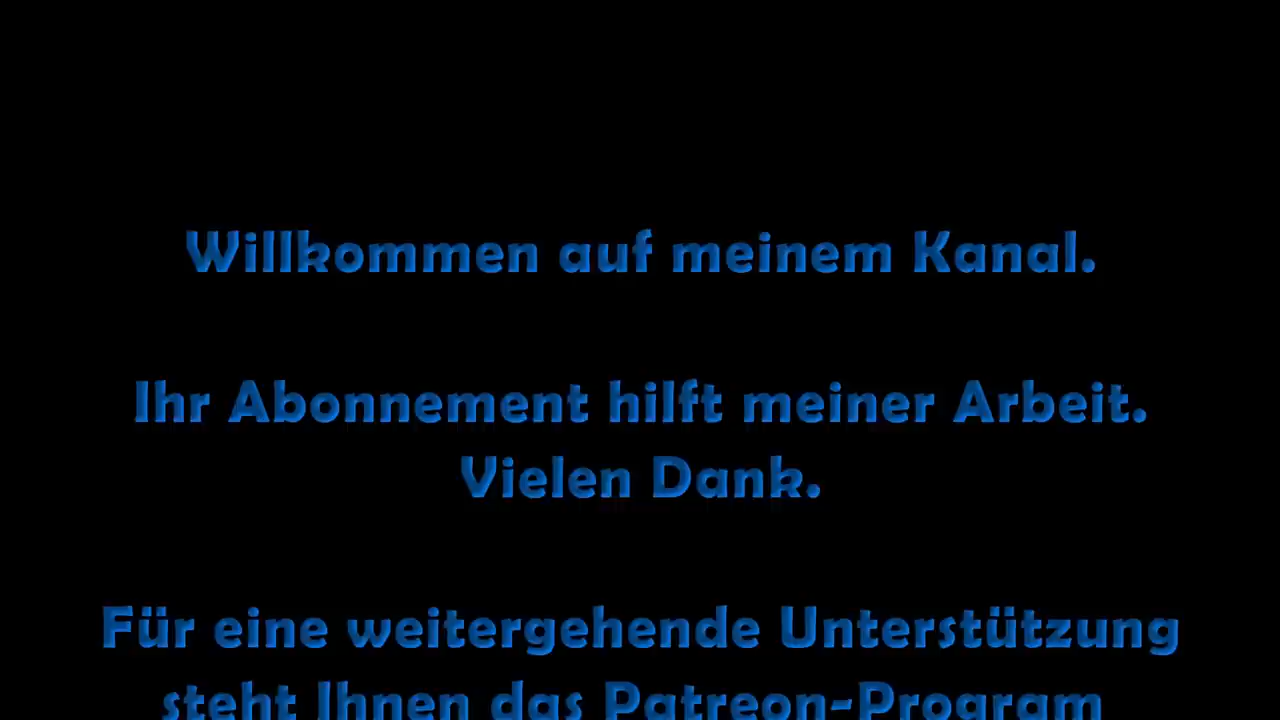 Willkommen auf meinem Kanal.
Ihr Abonnement hilft meiner Arbeit.
Vielen Dank.
Für eine weitergehende Unterstützung
steht Ihnen das Patreon-Program